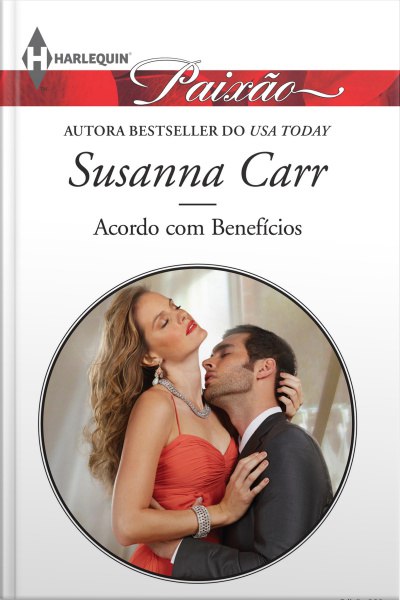 HARLEQUIN
Paixão
AUTORA BESTSELLER DO USA TODAY
Susanna Carr
Acordo com Benefícios